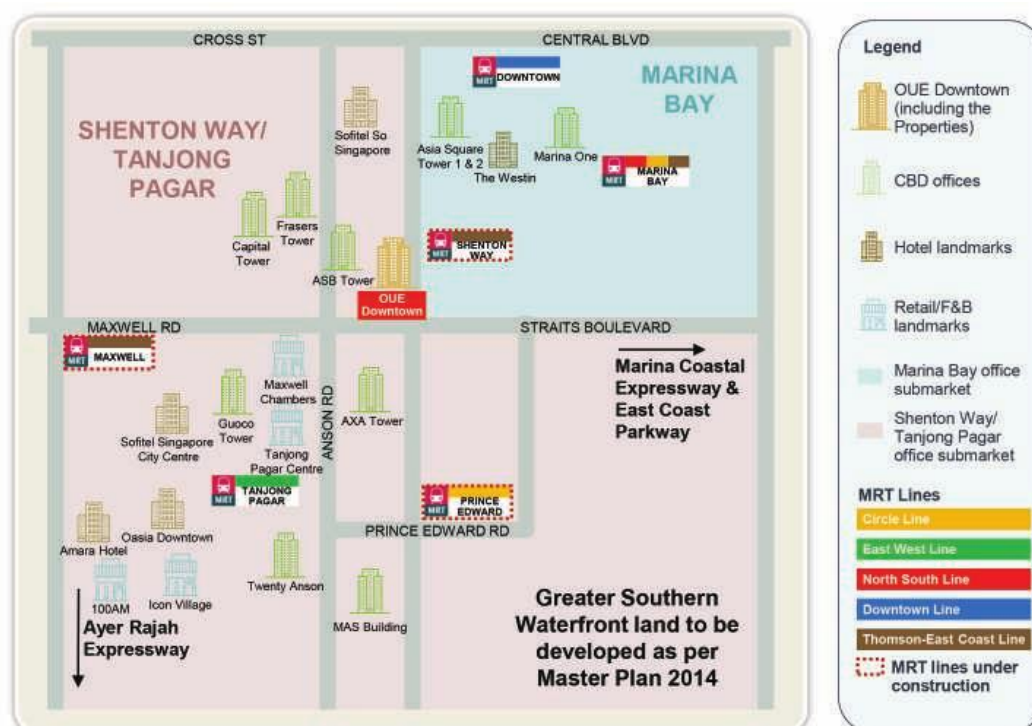 CROSS ST
CENTRAL BLVD
MRT
DOWNTOWN
MARINA
BAY
SHENTON WAY/
TANJONG
PAGAR
Sofitel So
Singapore
Asia Square
Tower 1 & 2
The Westin
Marina One
MRT
MARINA
BAY
Frasers
Tower
Capital
Tower
ASB Tower
MRT
SHENTON
WAY
OUE
Downtown
MAXWELL RD
STRAITS BOULEVARD
MRT
MAXWELL
Maxwell
Chambers
ANSON RD
Marina Coastal
Expressway &
East Coast
Parkway
Guoco
Tower
AXA Tower
Sofitel Singapore
City Centre
Tanjong
Pagar Centre
MRT
TANJONG
PAGAR
MRT
PRINCE
EDWARD
PRINCE EDWARD RD
Amara Hotel
Oasia Downtown
Twenty Anson
100AM
Icon Village
MAS Building
Ayer Rajah
Expressway
Greater Southern
Waterfront land to be
developed as per
Master Plan 2014
Legend
OUE Downtown
(including the
Properties)
CBD offices
Hotel landmarks
Retail/F&B
landmarks
Marina Bay office
submarket
Shenton Way/
Tanjong Pagar
office submarket
MRT Lines
Circle Line
East West Line
North South Line
Downtown Line
Thomson-East Coast Line
MRT lines under
construction